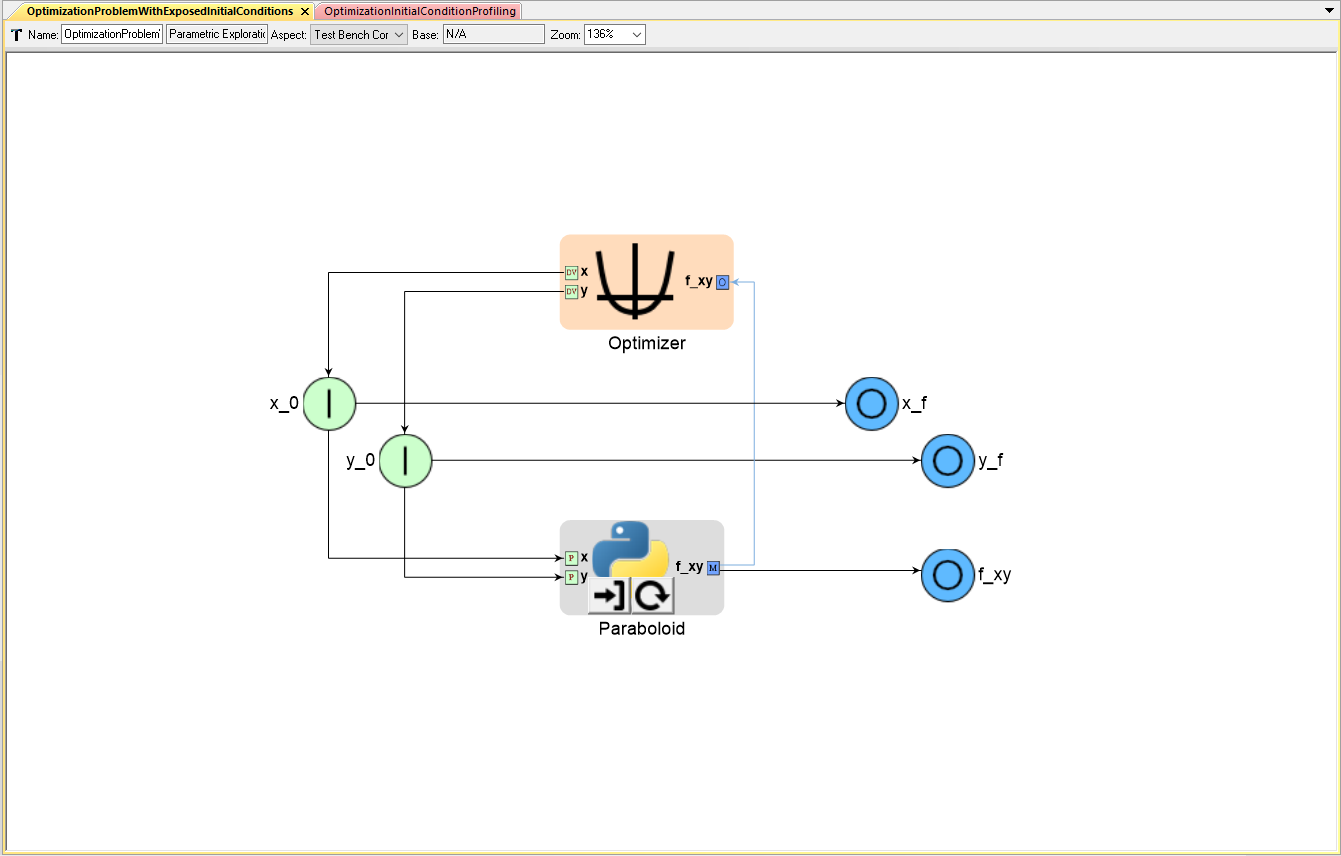 OptimizationProblemWithExposedInitialConditions OptimizationInitialConditionProfiling
T Name: OptimizationProblem Parametric Exploratic Aspect: Test Bench Cor Base: N/A Zoom: 136%
DV x
f_xy O
DV y
Optimizer
x_0 x_f
y_0 y_f
P x
f_xy M
P y
f_xy
Paraboloid